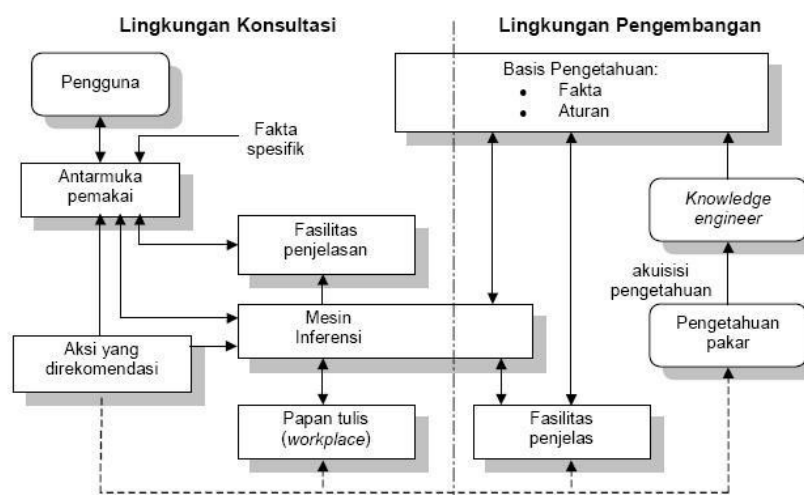 Lingkungan Konsultasi
Lingkungan Pengembangan
Pengguna
Fakta
spesifik
Antarmuka
pemakai
Fasilitas
penjelasan
Mesin
Inferensi
Aksi yang
direkomendasi
Papan tulis
(workplace)
Basis Pengetahuan:
• Fakta
• Aturan
Knowledge
engineer
akuisisi
pengetahuan
Pengetahuan
pakar
Fasilitas
penjelas